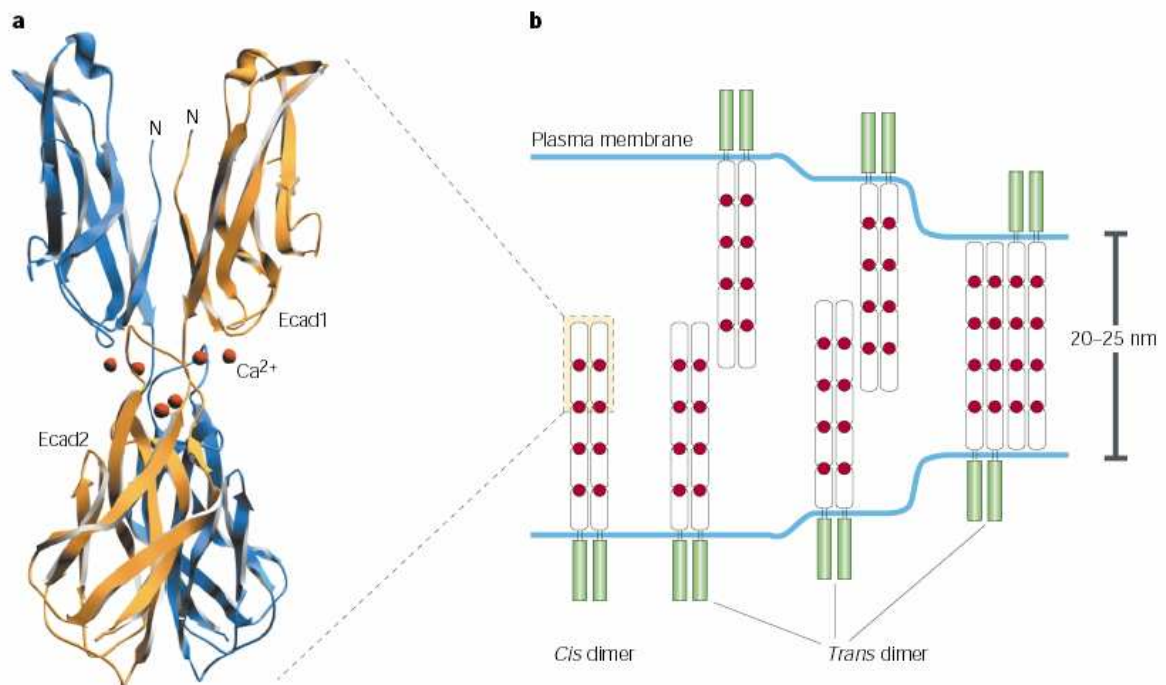 a
N
N
Ecad1
Ca²⁺
Ecad2
b
Plasma membrane
20–25 nm
Cis dimer
Trans dimer